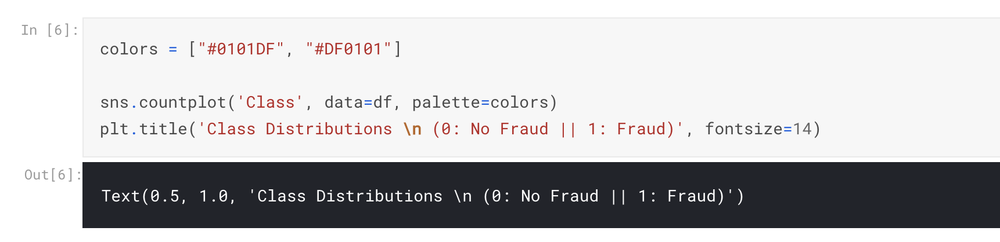 In [6]:
colors = ["#0101DF", "#DF0101"]
sns.countplot('Class', data=df, palette=colors)
plt.title('Class Distributions \n (0: No Fraud || 1: Fraud)', fontsize=14)
Out[6]:
Text(0.5, 1.0, 'Class Distributions \n (0: No Fraud || 1: Fraud)')